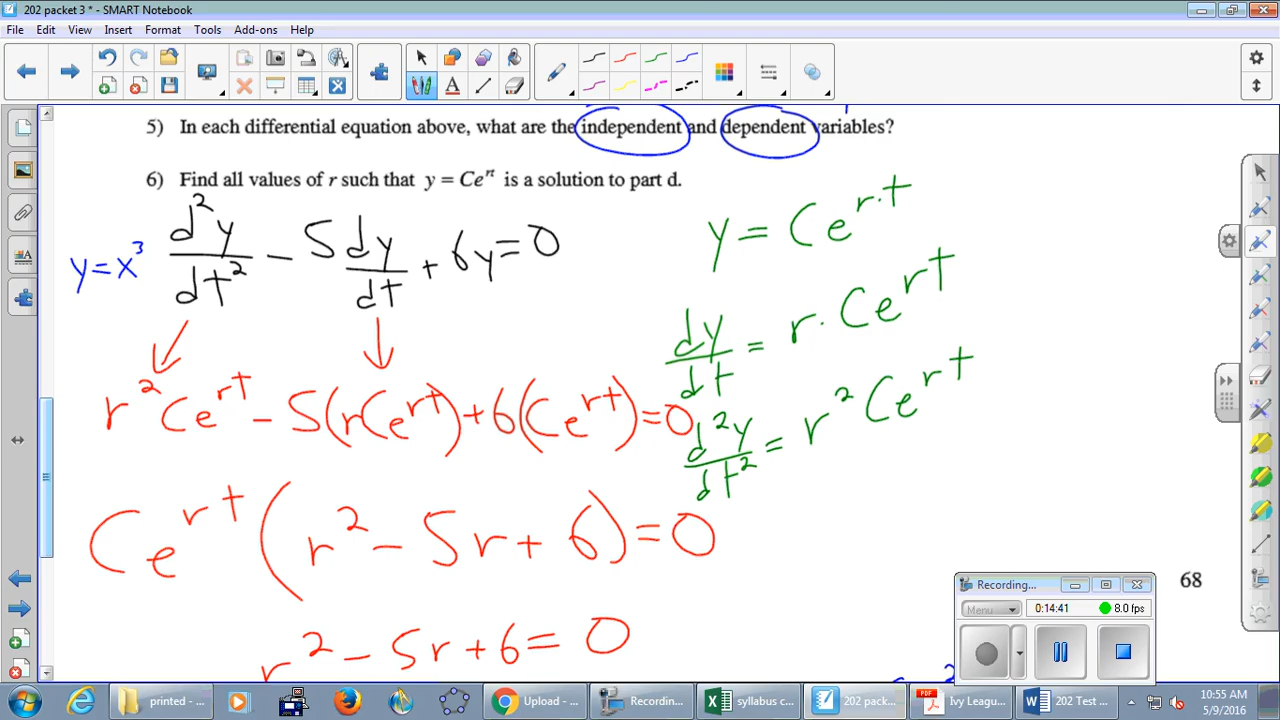 202 packet 3 * - SMART Notebook
File Edit View Insert Format Tools Add-ons Help
5) In each differential equation above, what are the independent and dependent variables?
6) Find all values of r such that y = Ce^{rt} is a solution to part d.
y=x³ d²y/dt² - 5 dy/dt + 6y = 0
y = Ce^{r·t}
dy/dt = r·Ce^{rt}
d²y/dt² = r²Ce^{rt}
r²Ce^{rt} - 5(rCe^{rt}) + 6(Ce^{rt}) = 0
Ce^{rt}(r² - 5r + 6) = 0
r² - 5r + 6 = 0
68
Recording...
Menu 0:14:41 8.0 fps
printed - ... Upload - ... Recording... syllabus c... 202 pack... Ivy Leagu... 202 Test ... 10:55 AM
5/9/2016